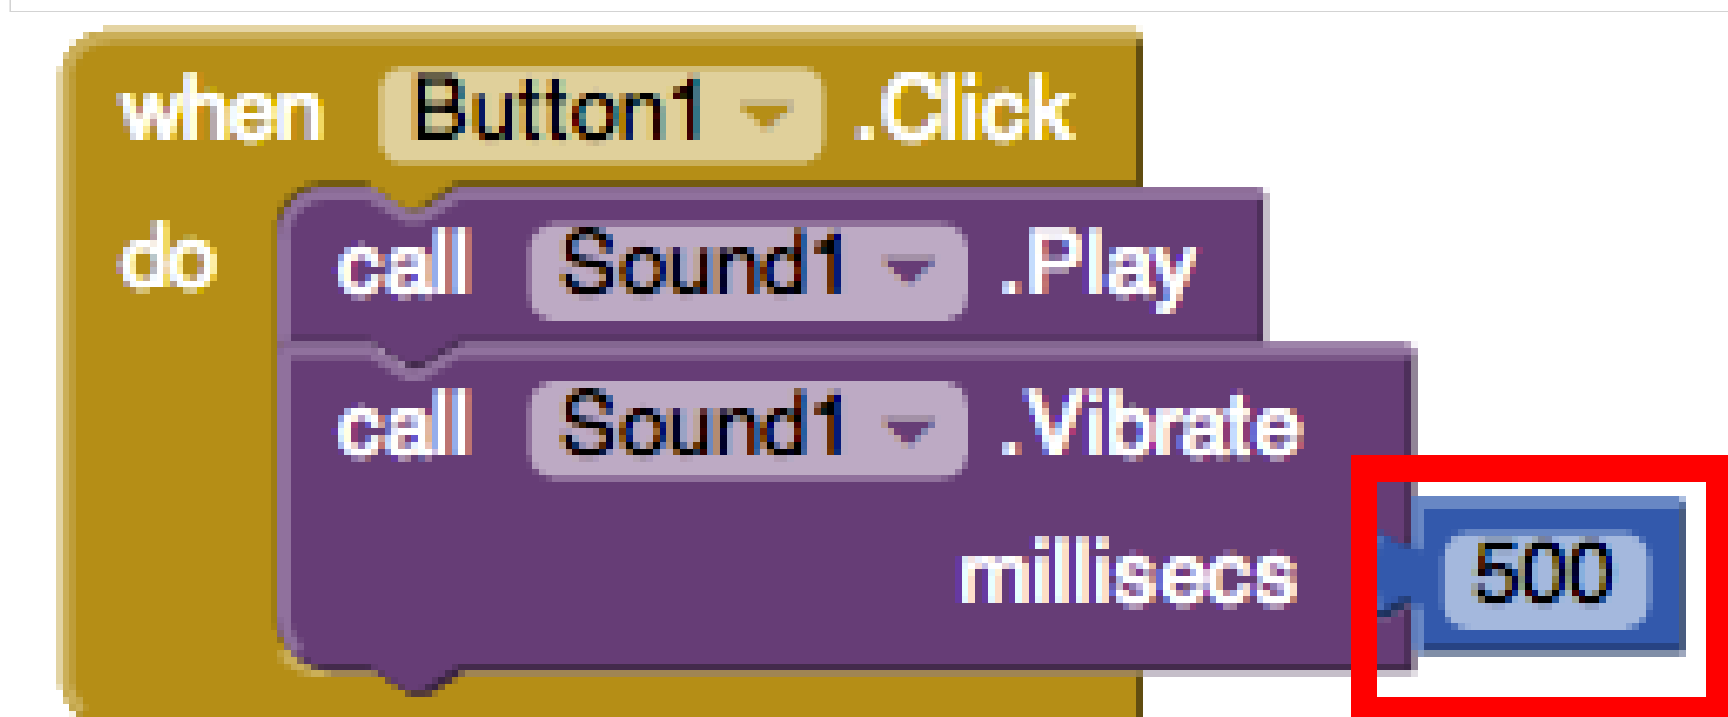 when Button1 .Click
do call Sound1 .Play
call Sound1 .Vibrate
millisecs 500